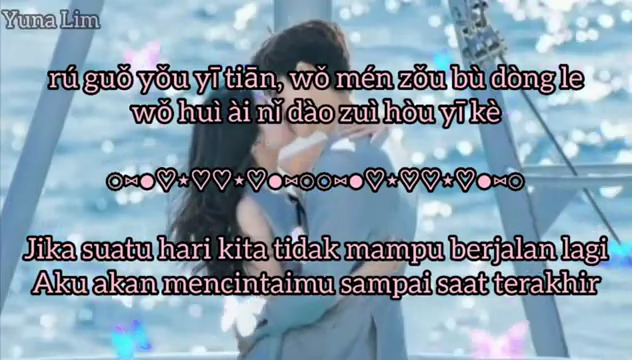 Yuna Lim
rú guǒ yǒu yī tiān, wǒ mén zǒu bù dòng le
wǒ huì ài nǐ dào zuì hòu yī kè
Jika suatu hari kita tidak mampu berjalan lagi
Aku akan mencintaimu sampai saat terakhir